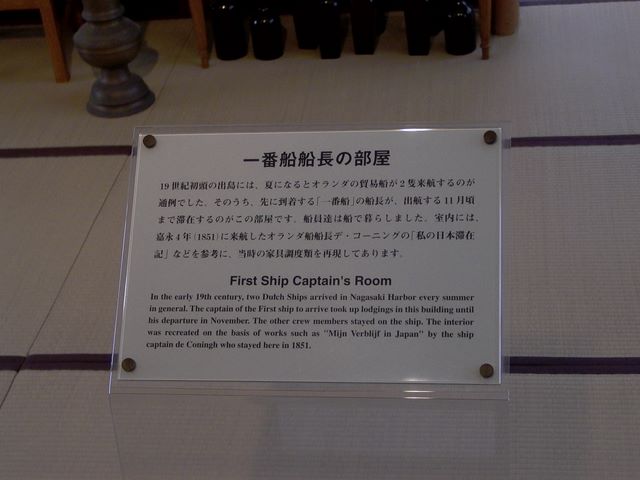 一番船船長の部屋
19世紀初頭の出島には、夏になるとオランダの貿易船が2隻来航するのが
通例でした。そのうち、先に到着する「一番船」の船長が、出航する11月頃
まで滞在するのがこの部屋です。船員達は船で暮らしました。室内には、
嘉永4年(1851)に来航したオランダ船船長デ・コーニングの「私の日本滞在
記」などを参考に、当時の家具調度類を再現してあります。
First Ship Captain's Room
In the early 19th century, two Dutch Ships arrived in Nagasaki Harbor every summer
in general. The captain of the First ship to arrive took up lodgings in this building until
his departure in November. The other crew members stayed on the ship. The interior
was recreated on the basis of works such as "Mijn Verblijf in Japan" by the ship
captain de Coningh who stayed here in 1851.